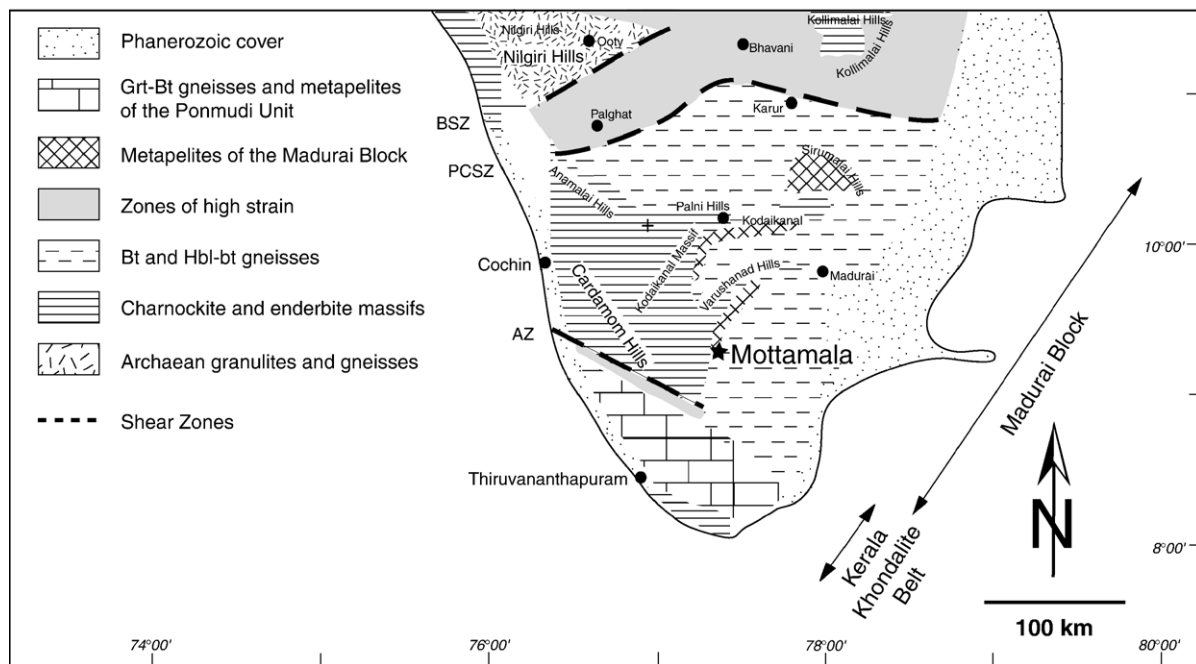 Phanerozoic cover
Grt-Bt gneisses and metapelites
of the Ponmudi Unit
Metapelites of the Madurai Block
Zones of high strain
Bt and Hbl-bt gneisses
Charnockite and enderbite massifs
Archaean granulites and gneisses
Shear Zones
Nilgiri Hills
Ooty
Nilgiri Hills
Kollimalai Hills
Bhavani
Kollimalai Hills
BSZ
Palghat
Karur
PCSZ
Anamalai Hills
Sirumalai Hills
Palni Hills
Kodaikanal
Kodaikanal Massif
Cochin
Cardamom Hills
Varushanad Hills
Madurai
AZ
Mottamala
Thiruvananthapuram
Madurai Block
Kerala
Khondalite
Belt
N
100 km
10°00'
8°00'
74°00'
76°00'
78°00'
80°00'